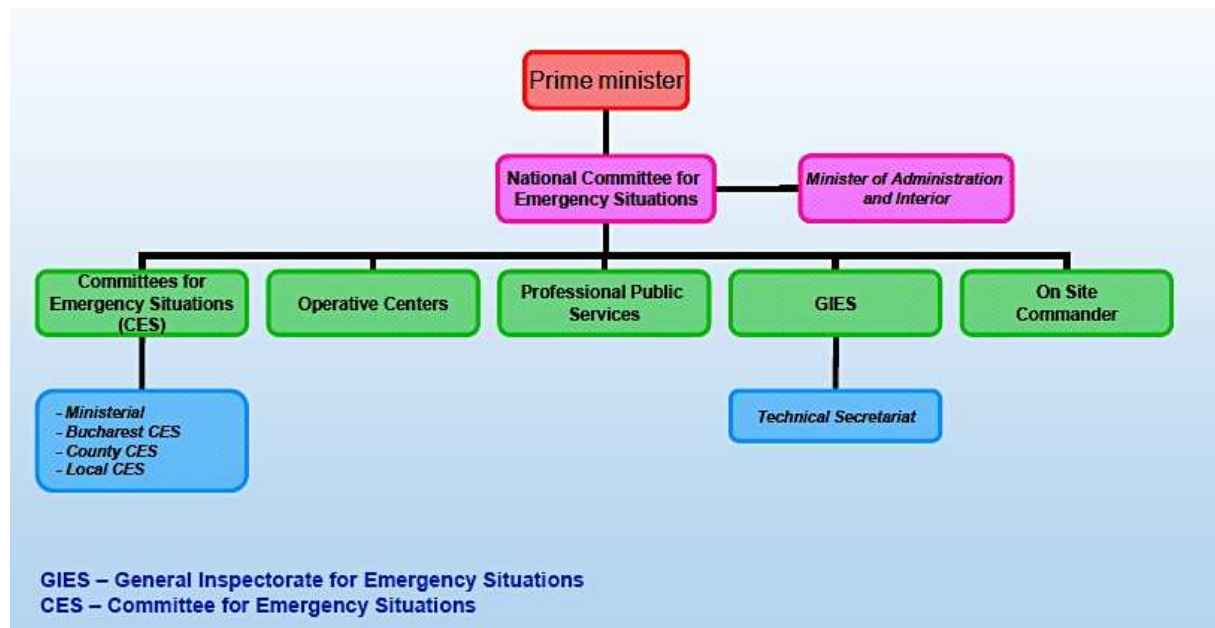 Prime minister
National Committee for
Emergency Situations
Minister of Administration
and Interior
Committees for
Emergency Situations
(CES)
Operative Centers
Professional Public
Services
GIES
On Site
Commander
- Ministerial
- Bucharest CES
- County CES
- Local CES
Technical Secretariat
GIES – General Inspectorate for Emergency Situations
CES – Committee for Emergency Situations